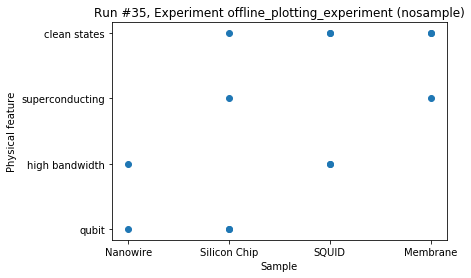 Run #35, Experiment offline_plotting_experiment (nosample)
clean states
superconducting
high bandwidth
qubit
Physical feature
Nanowire Silicon Chip SQUID Membrane
Sample